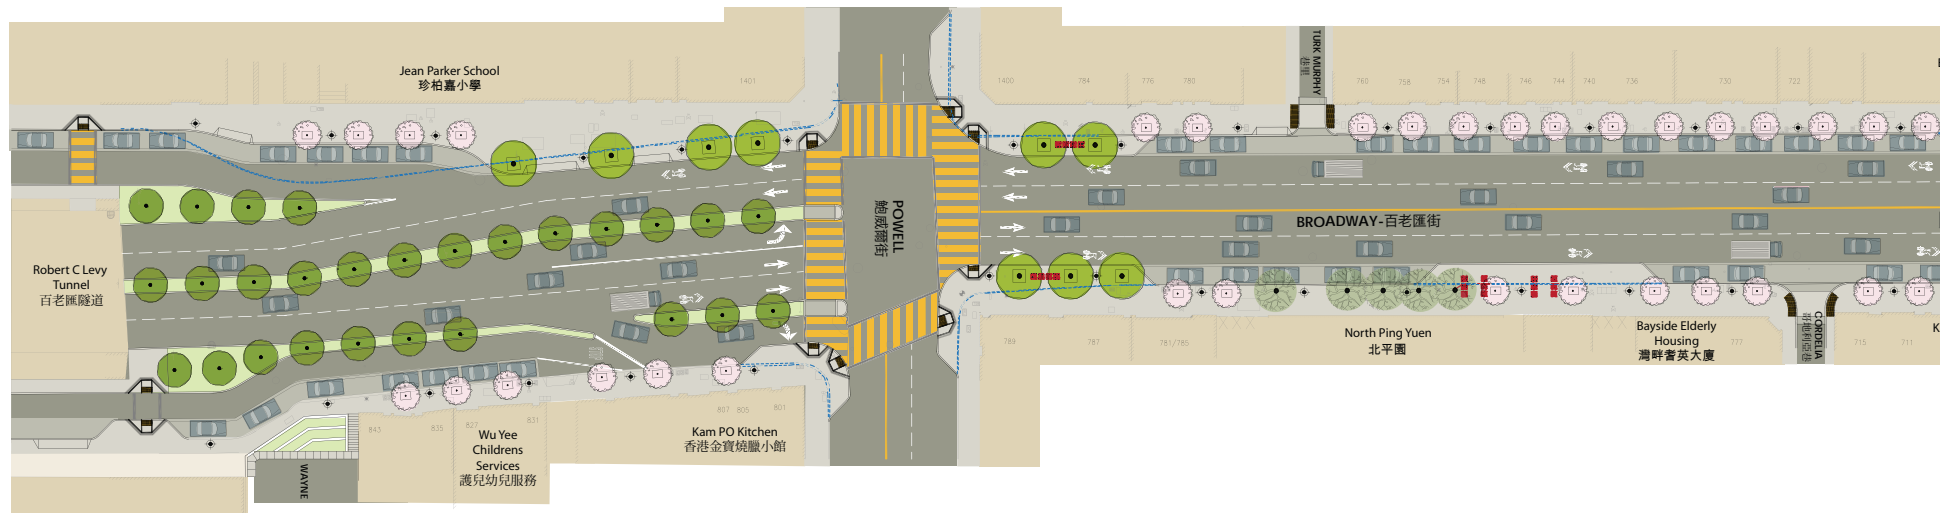 Jean Parker School
珍柏嘉小學
1401
1400
784
776
780
TURK MURPHY
巷里
760
758
754
748
746
744
740
736
730
722
POWELL
鮑威爾街
BROADWAY-百老匯街
Robert C Levy
Tunnel
百老匯隧道
North Ping Yuen
北平園
Bayside Elderly
Housing
灣畔耆英大廈
CORDELIA
789
787
781/785
777
715
711
K
843
835
827
831
807
805
801
Wu Yee
Childrens
Services
護兒幼兒服務
Kam PO Kitchen
香港金寶燒臘小館
WAYNE